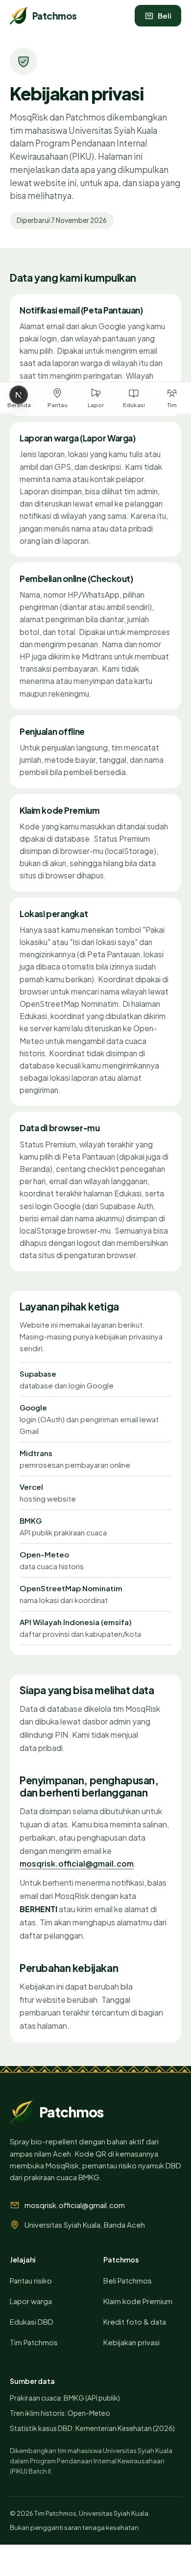 Patchmos
Beli
Kebijakan privasi
MosqRisk dan Patchmos dikembangkan
tim mahasiswa Universitas Syiah Kuala
dalam Program Pendanaan Internal
Kewirausahaan (PIKU). Halaman ini
menjelaskan data apa yang dikumpulkan
lewat website ini, untuk apa, dan siapa yang
bisa melihatnya.
Diperbarui 7 November 2026
Data yang kami kumpulkan
Notifikasi email (Peta Pantauan)
Alamat email dari akun Google yang kamu
pakai login, dan wilayah pantauan yang
kamu pilih. Dipakai untuk mengirim email
saat laporan warga di wilayah itu dan
peringatan mingguan. Wilayah
Beranda
Pantau
Lapor
Edukasi
Tim
Laporan warga (Lapor Warga)
Jenis laporan, lokasi yang kamu tulis atau
ambil dari GPS, dan deskripsi. Kami tidak
meminta nama atau kontak pelapor.
Laporan disimpan, bisa dilihat tim admin,
dan diteruskan lewat email ke pelanggan
notifikasi di wilayah yang sama. Karena itu,
jangan menulis nama atau data pribadi
orang lain di laporan.
Pembelian online (Checkout)
Nama, nomor HP/WhatsApp, pilihan
pengiriman (diantar atau ambil sendiri),
alamat pengiriman bila diantar, jumlah
botol, dan total. Dipakai untuk memproses
dan mengirim pesanan. Nama dan nomor
HP juga dikirim ke Midtrans untuk membuat
transaksi pembayaran. Kami tidak
menerima atau menyimpan data kartu
maupun rekeningmu.
Penjualan offline
Untuk penjualan langsung, tim mencatat
jumlah, metode bayar, tanggal, dan nama
pembeli bila pembeli bersedia.
Klaim kode Premium
Kode yang kamu masukkan ditandai sudah
dipakai di database. Status Premium
disimpan di browser-mu (localStorage),
bukan di akun, sehingga hilang bila data
situs di browser dihapus.
Lokasi perangkat
Hanya saat kamu menekan tombol "Pakai
lokasiku" atau "Isi dari lokasi saya" dan
mengizinkannya (di Peta Pantauan, lokasi
juga dibaca otomatis bila izinnya sudah
pernah kamu berikan). Koordinat dipakai di
browser untuk menemukan wilayah lewat
OpenStreetMap Nominatim. Di halaman
Edukasi, koordinat yang dibulatkan dikirim
ke server kami lalu diteruskan ke Open-
Meteo untuk mengambil data cuaca
historis. Koordinat tidak disimpan di
database kecuali kamu mengirimkannya
sebagai lokasi laporan atau alamat
pengiriman.
Data di browser-mu
Status Premium, wilayah terakhir yang
kamu pilih di Peta Pantauan (dipakai juga di
Beranda), centang checklist pencegahan
per hari, email dan wilayah langganan,
koordinat terakhir halaman Edukasi, serta
sesi login Google (dari Supabase Auth,
berisi email dan nama akunmu) disimpan di
localStorage browser-mu. Semuanya bisa
dihapus dengan logout dan membersihkan
data situs di pengaturan browser.
Layanan pihak ketiga
Website ini memakai layanan berikut.
Masing-masing punya kebijakan privasinya
sendiri.
Supabase
database dan login Google
Google
login (OAuth) dan pengiriman email lewat
Gmail
Midtrans
pemrosesan pembayaran online
Vercel
hosting website
BMKG
API publik prakiraan cuaca
Open-Meteo
data cuaca historis
OpenStreetMap Nominatim
nama lokasi dari koordinat
API Wilayah Indonesia (emsifa)
daftar provinsi dan kabupaten/kota
Siapa yang bisa melihat data
Data di database dikelola tim MosqRisk
dan dibuka lewat dasbor admin yang
dilindungi PIN. Kami tidak menjual
data pribadi.
Penyimpanan, penghapusan,
dan berhenti berlangganan
Data disimpan selama dibutuhkan untuk
tujuan di atas. Kamu bisa meminta salinan,
perbaikan, atau penghapusan data
dengan mengirim email ke
mosqrisk.official@gmail.com.
Untuk berhenti menerima notifikasi, balas
email dari MosqRisk dengan kata
BERHENTI atau kirim email ke alamat di
atas. Tim akan menghapus alamatmu dari
daftar pelanggan.
Perubahan kebijakan
Kebijakan ini dapat berubah bila
fitur website berubah. Tanggal
pembaruan terakhir tercantum di bagian
atas halaman.
Patchmos
Spray bio-repellent dengan bahan aktif dari
ampas nilam Aceh. Kode QR di kemasannya
membuka MosqRisk, pemantau risiko nyamuk DBD
dari prakiraan cuaca BMKG.
mosqrisk.official@gmail.com
Universitas Syiah Kuala, Banda Aceh
Jelajahi
Pantau risiko
Lapor warga
Edukasi DBD
Tim Patchmos
Patchmos
Beli Patchmos
Klaim kode Premium
Kredit foto & data
Kebijakan privasi
Sumber data
Prakiraan cuaca: BMKG (API publik)
Tren iklim historis: Open-Meteo
Statistik kasus DBD: Kementerian Kesehatan (2026)
Dikembangkan tim mahasiswa Universitas Syiah Kuala
dalam Program Pendanaan Internal Kewirausahaan
(PIKU) Batch II.
© 2026 Tim Patchmos, Universitas Syiah Kuala.
Bukan pengganti saran tenaga kesehatan.